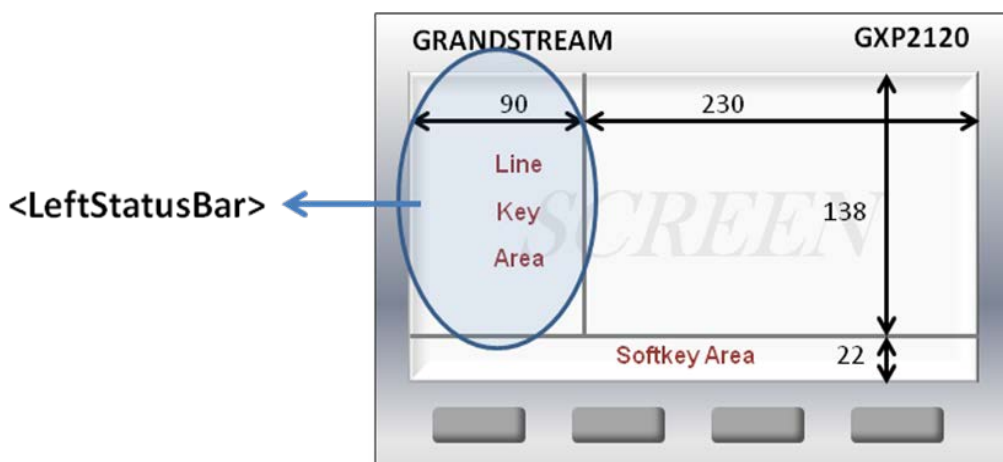 GRANDSTREAM GXP2120
90 230
Line
<LeftStatusBar> Key 138
SCREEN
Area
Softkey Area 22